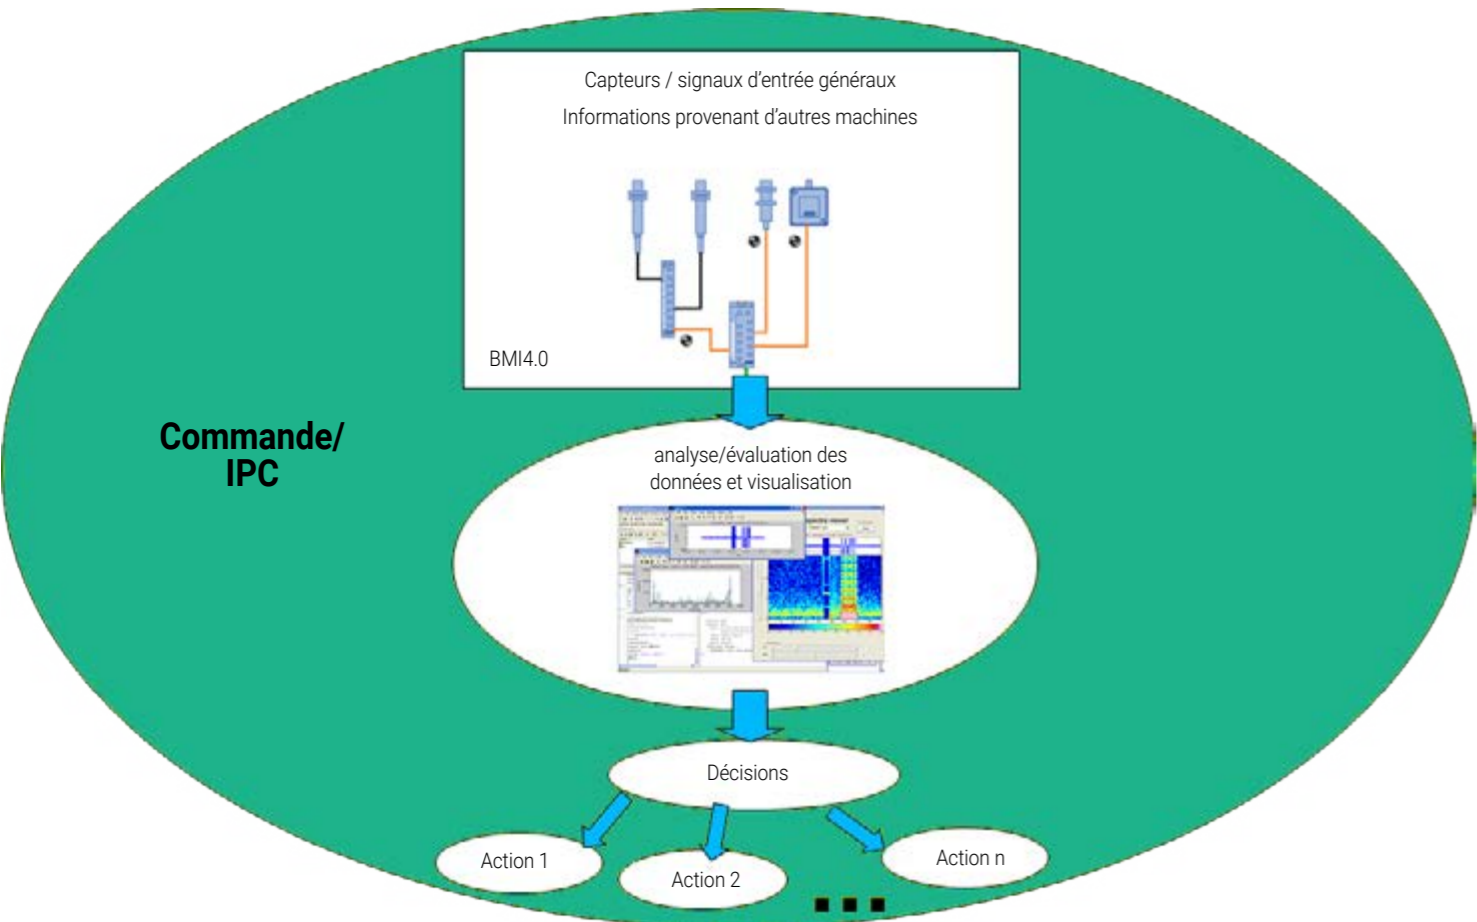 Capteurs / signaux d'entrée généraux
Informations provenant d'autres machines
BMI4.0
Commande/
IPC
analyse/évaluation des
données et visualisation
Décisions
Action 1
Action 2
Action n